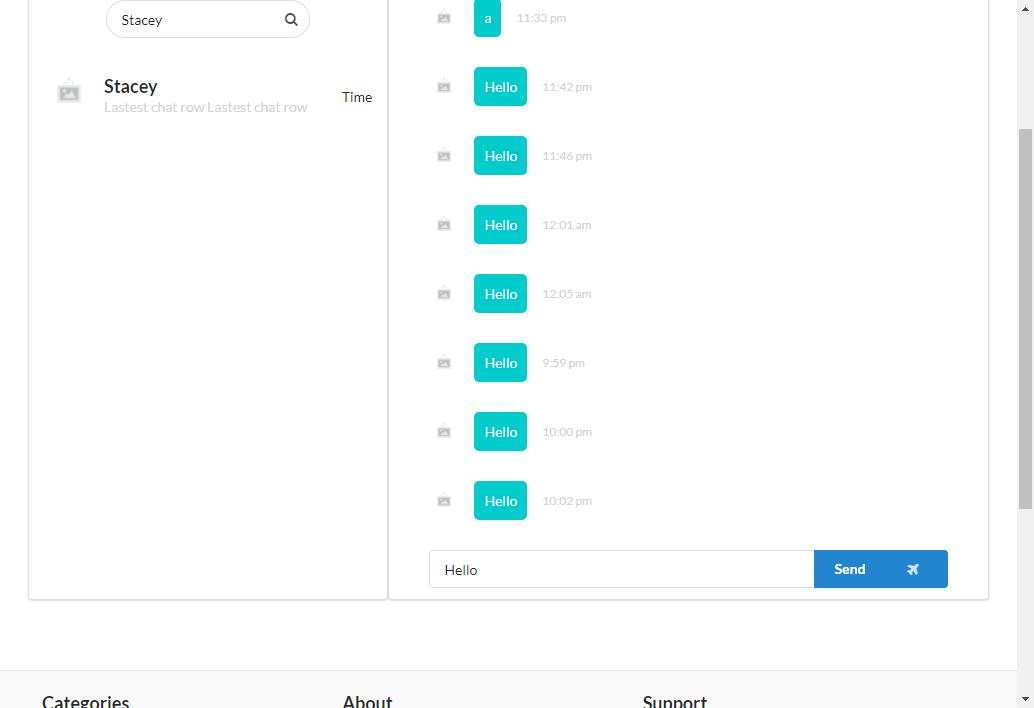 Stacey
Stacey
Lastest chat row Lastest chat row
Time
a 11:33 pm
Hello 11:42 pm
Hello 11:46 pm
Hello 12:01 am
Hello 12:05 am
Hello 9:59 pm
Hello 10:00 pm
Hello 10:02 pm
Hello Send
Categories About Support